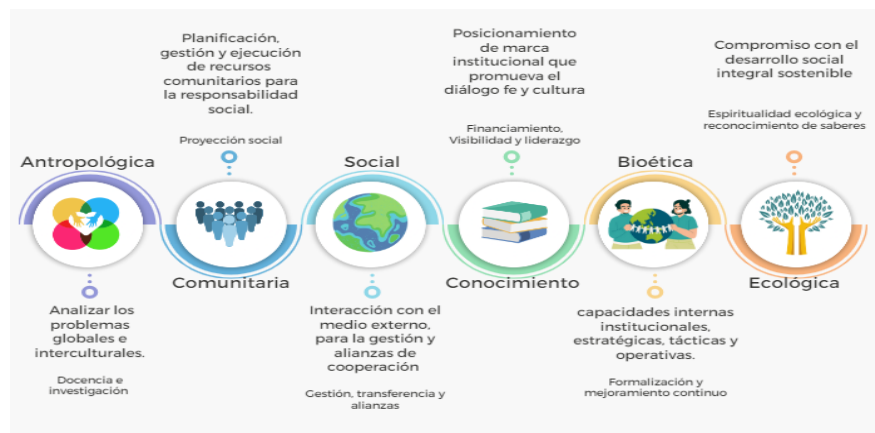 Antropológica
Analizar los
problemas
globales e
interculturales.
Docencia e
investigación
Planificación,
gestión y ejecución
de recursos
comunitarios para
la responsabilidad
social.
Proyección social
Comunitaria
Social
Interacción con el
medio externo,
para la gestión y
alianzas de
cooperación
Gestión, transferencia y
alianzas
Posicionamiento
de marca
institucional que
promueva el
diálogo fe y cultura
Financiamiento,
Visibilidad y liderazgo
Conocimiento
Bioética
capacidades internas
institucionales,
estratégicas, tácticas y
operativas.
Formalización y
mejoramiento continuo
Compromiso con el
desarrollo social
integral sostenible
Espiritualidad ecológica y
reconocimiento de saberes
Ecológica